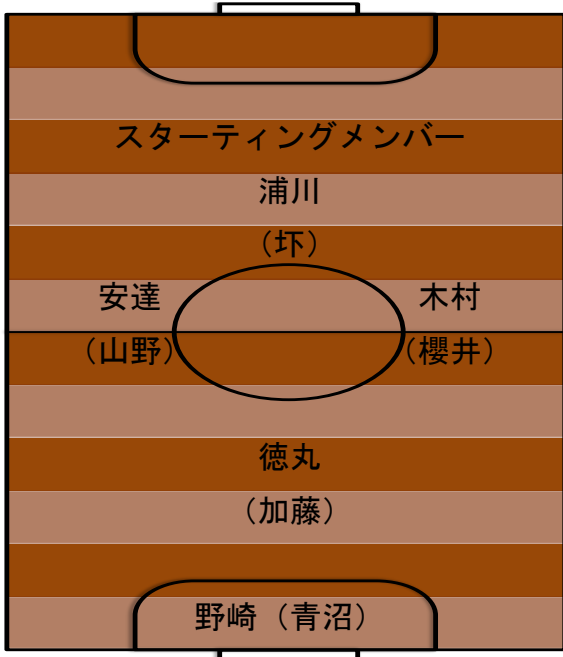 スターティングメンバー
浦川
（圷）
安達 木村
（山野） （櫻井）
徳丸
（加藤）
野崎（青沼）